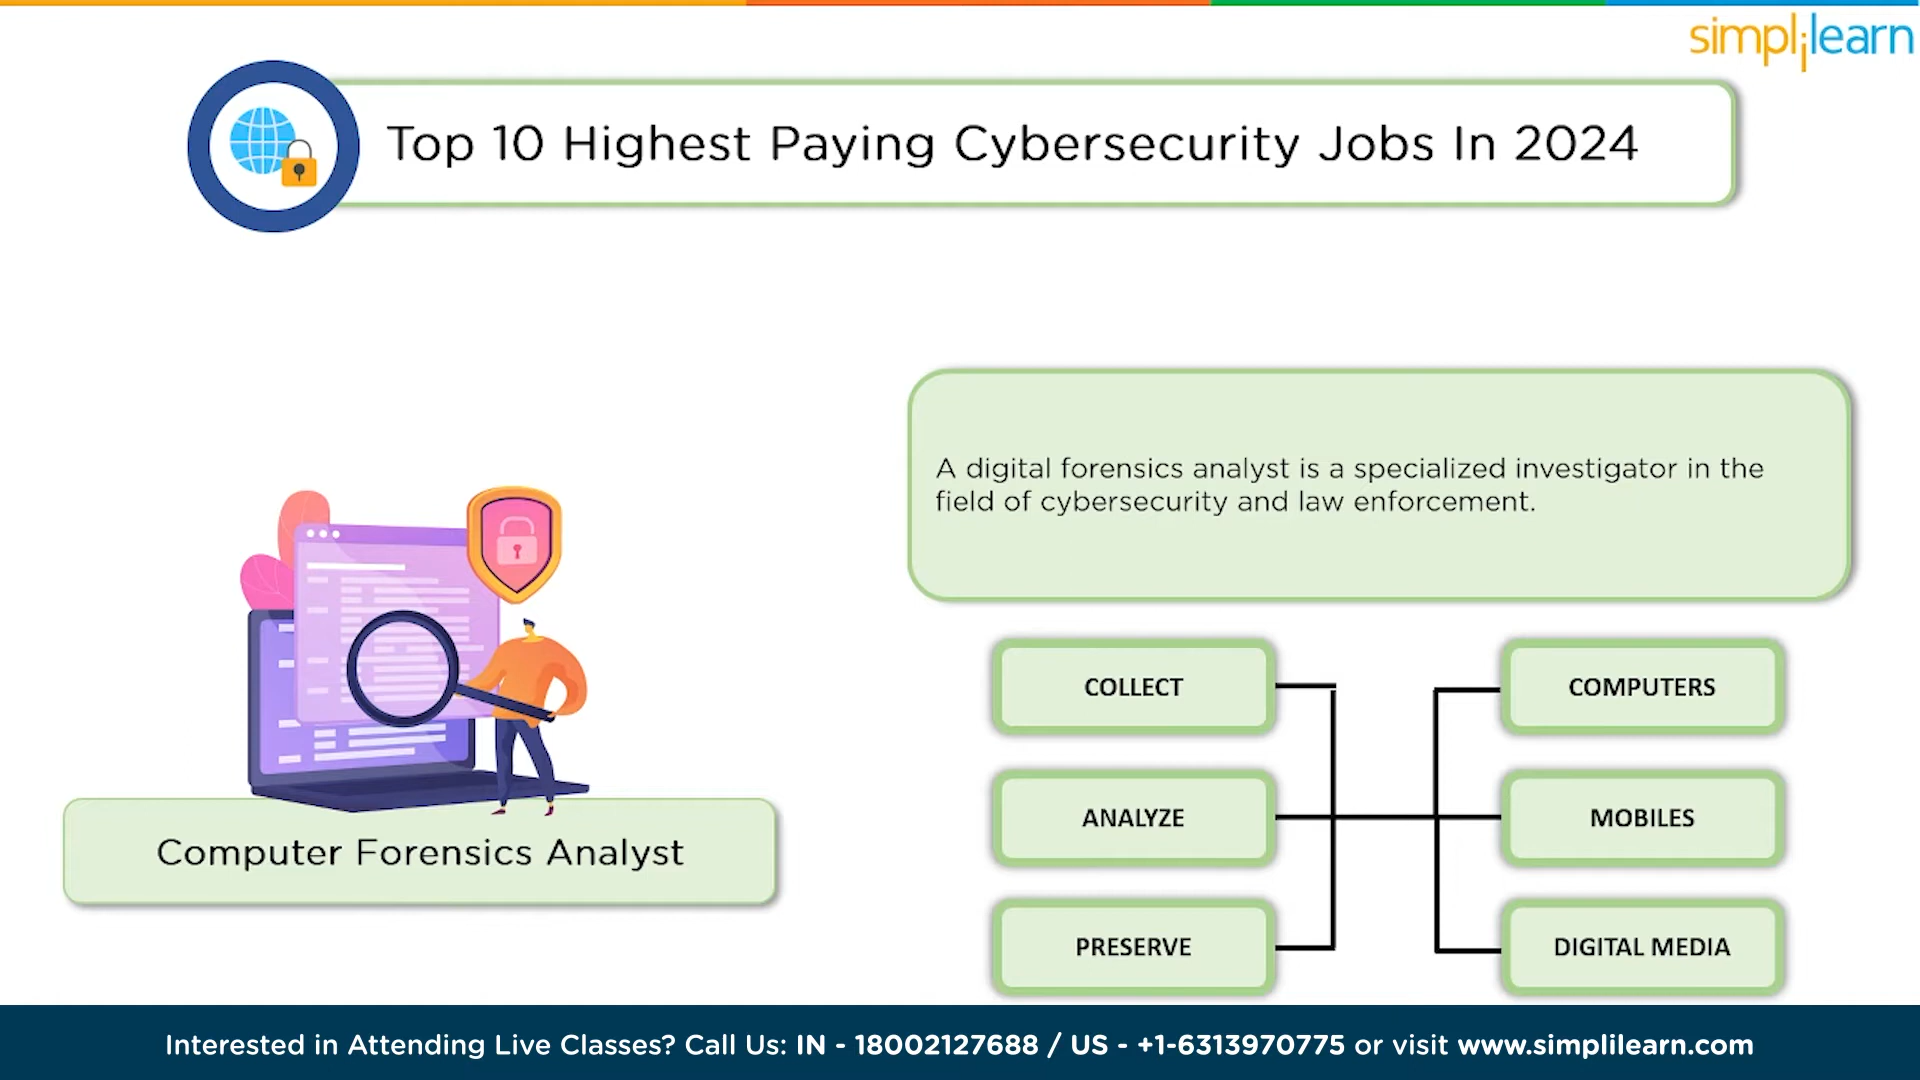 simplilearn
Top 10 Highest Paying Cybersecurity Jobs In 2024
A digital forensics analyst is a specialized investigator in the
field of cybersecurity and law enforcement.
Computer Forensics Analyst
COLLECT
COMPUTERS
ANALYZE
MOBILES
PRESERVE
DIGITAL MEDIA
Interested in Attending Live Classes? Call Us: IN - 18002127688 / US - +1-6313970775 or visit www.simplilearn.com